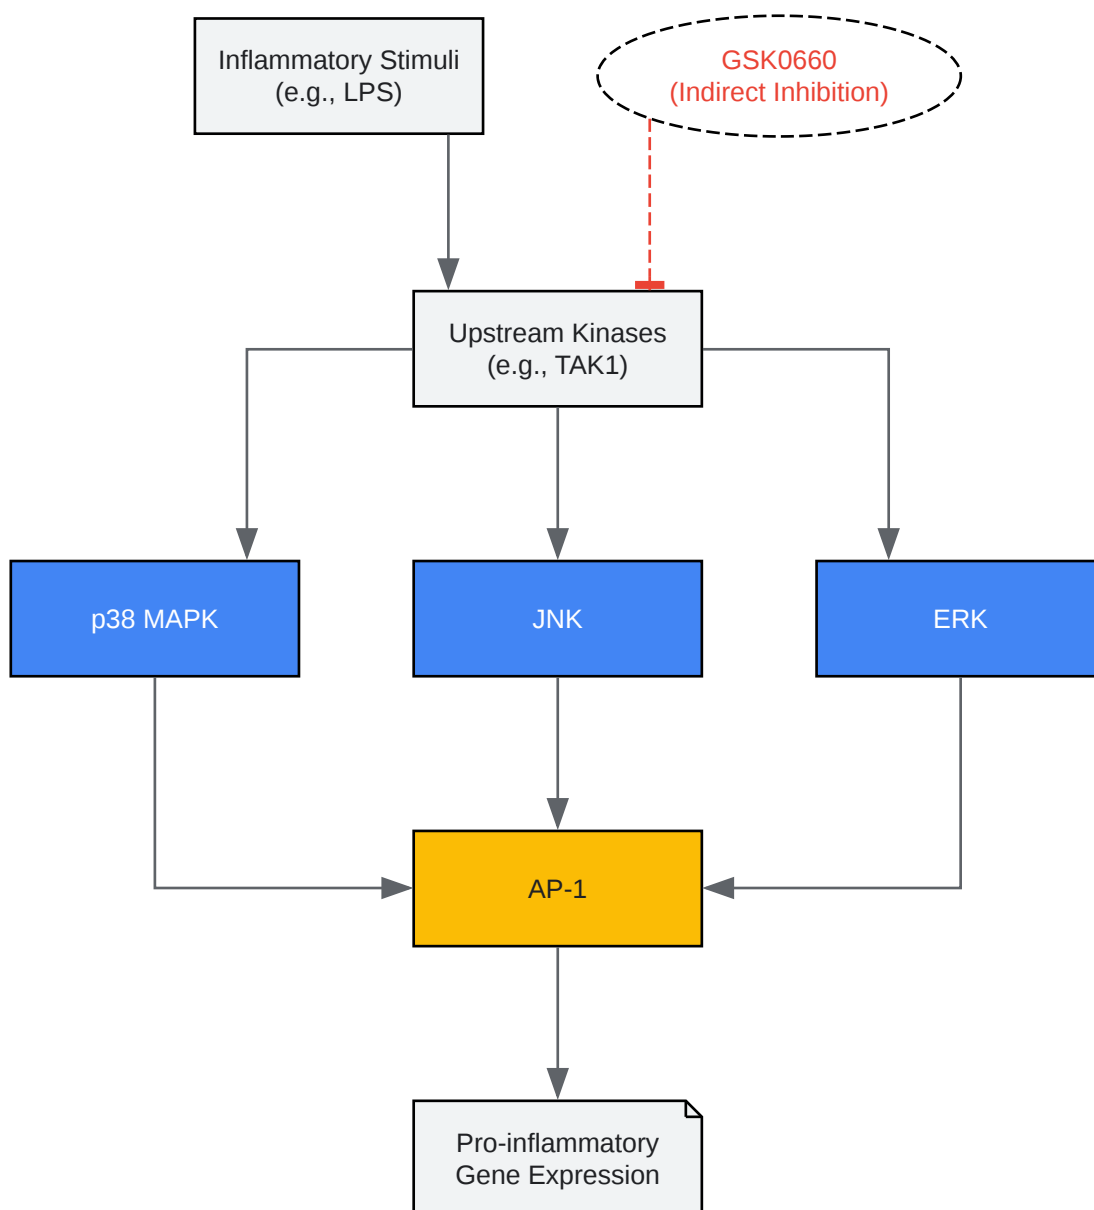 Inflammatory Stimuli
(e.g., LPS)
GSK0660
(Indirect Inhibition)
Upstream Kinases
(e.g., TAK1)
p38 MAPK
JNK
ERK
AP-1
Pro-inflammatory
Gene Expression